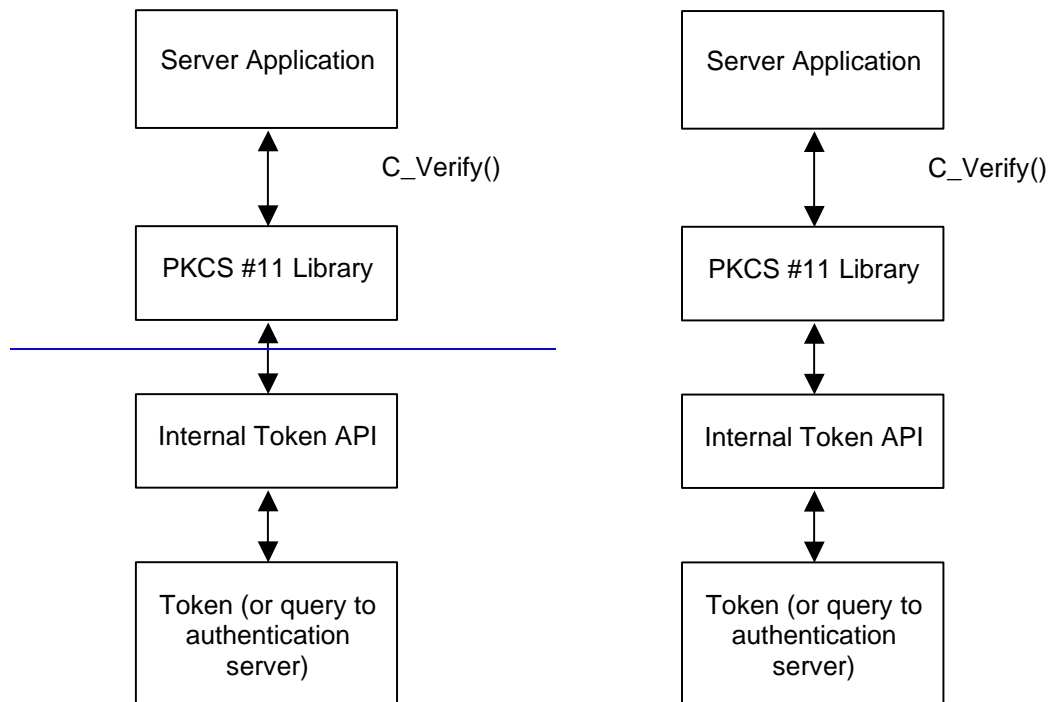 Server Application
C_Verify()
PKCS #11 Library
Internal Token API
Token (or query to
authentication
server)
Server Application
C_Verify()
PKCS #11 Library
Internal Token API
Token (or query to
authentication
server)